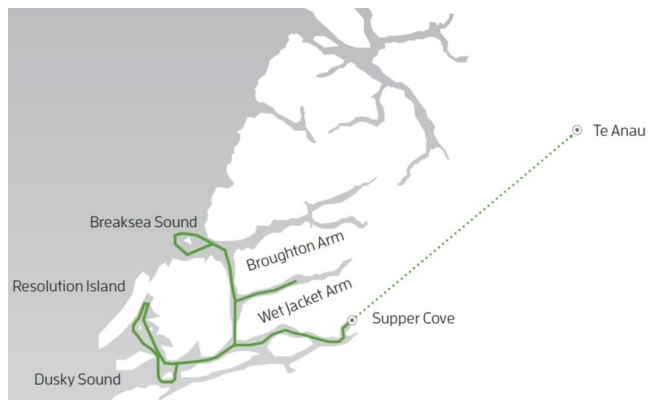 Te Anau
Breaksea Sound
Broughton Arm
Resolution Island
Wet Jacket Arm
Supper Cove
Dusky Sound